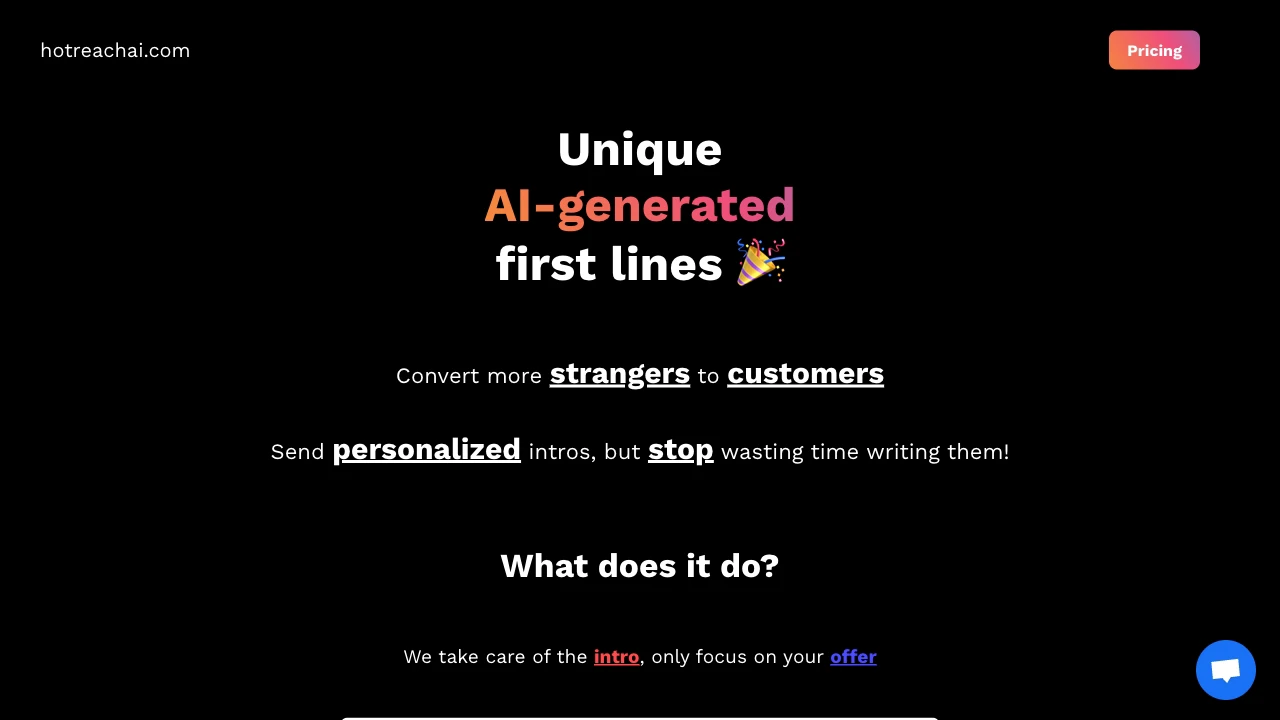 hotreachai.com
Pricing
Unique
AI-generated
first lines 🎉
Convert more strangers to customers
Send personalized intros, but stop wasting time writing them!
What does it do?
We take care of the intro, only focus on your offer